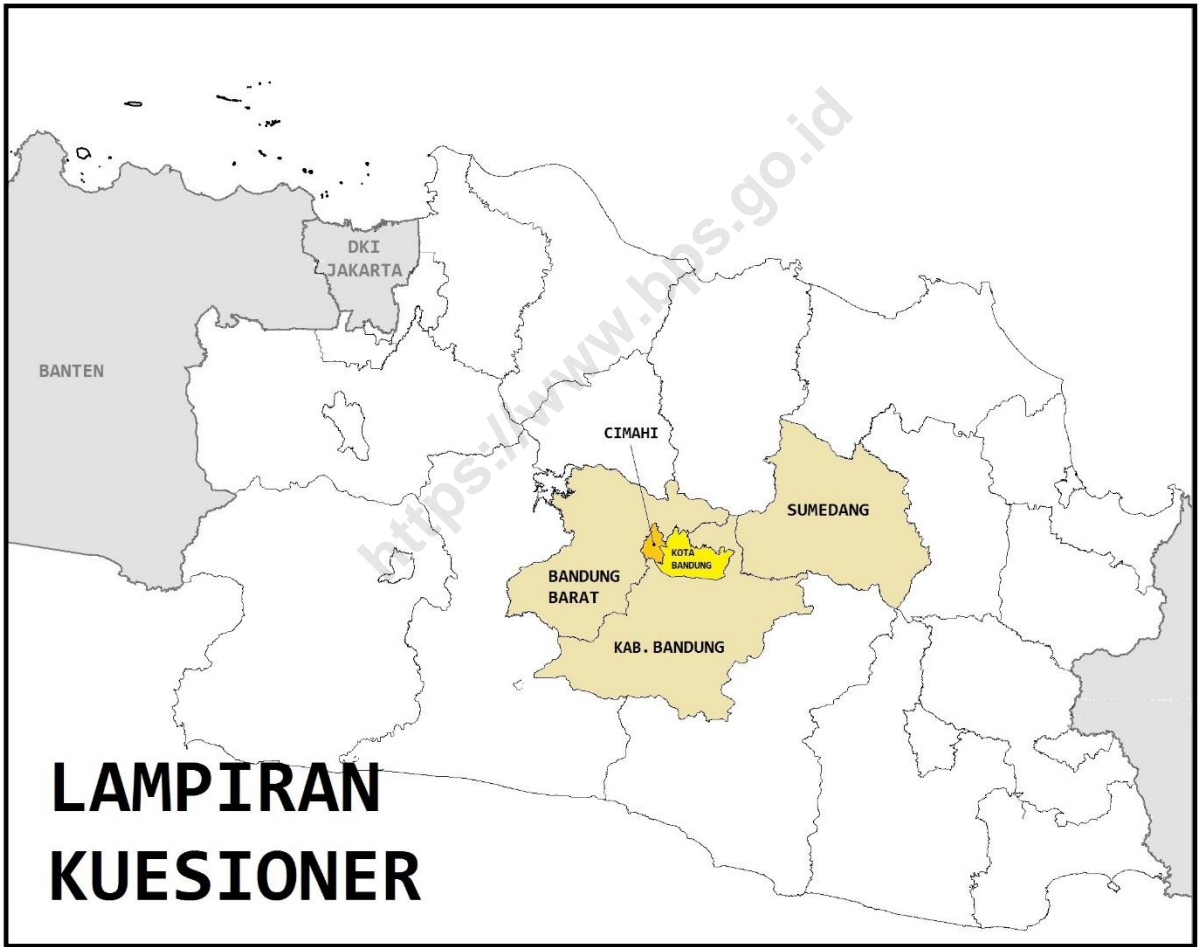 https://www.bps.go.id
DKI
JAKARTA
BANTEN
CIMAHI
SUMEDANG
KOTA
BANDUNG
BANDUNG
BARAT
KAB. BANDUNG
LAMPIRAN
KUESIONER